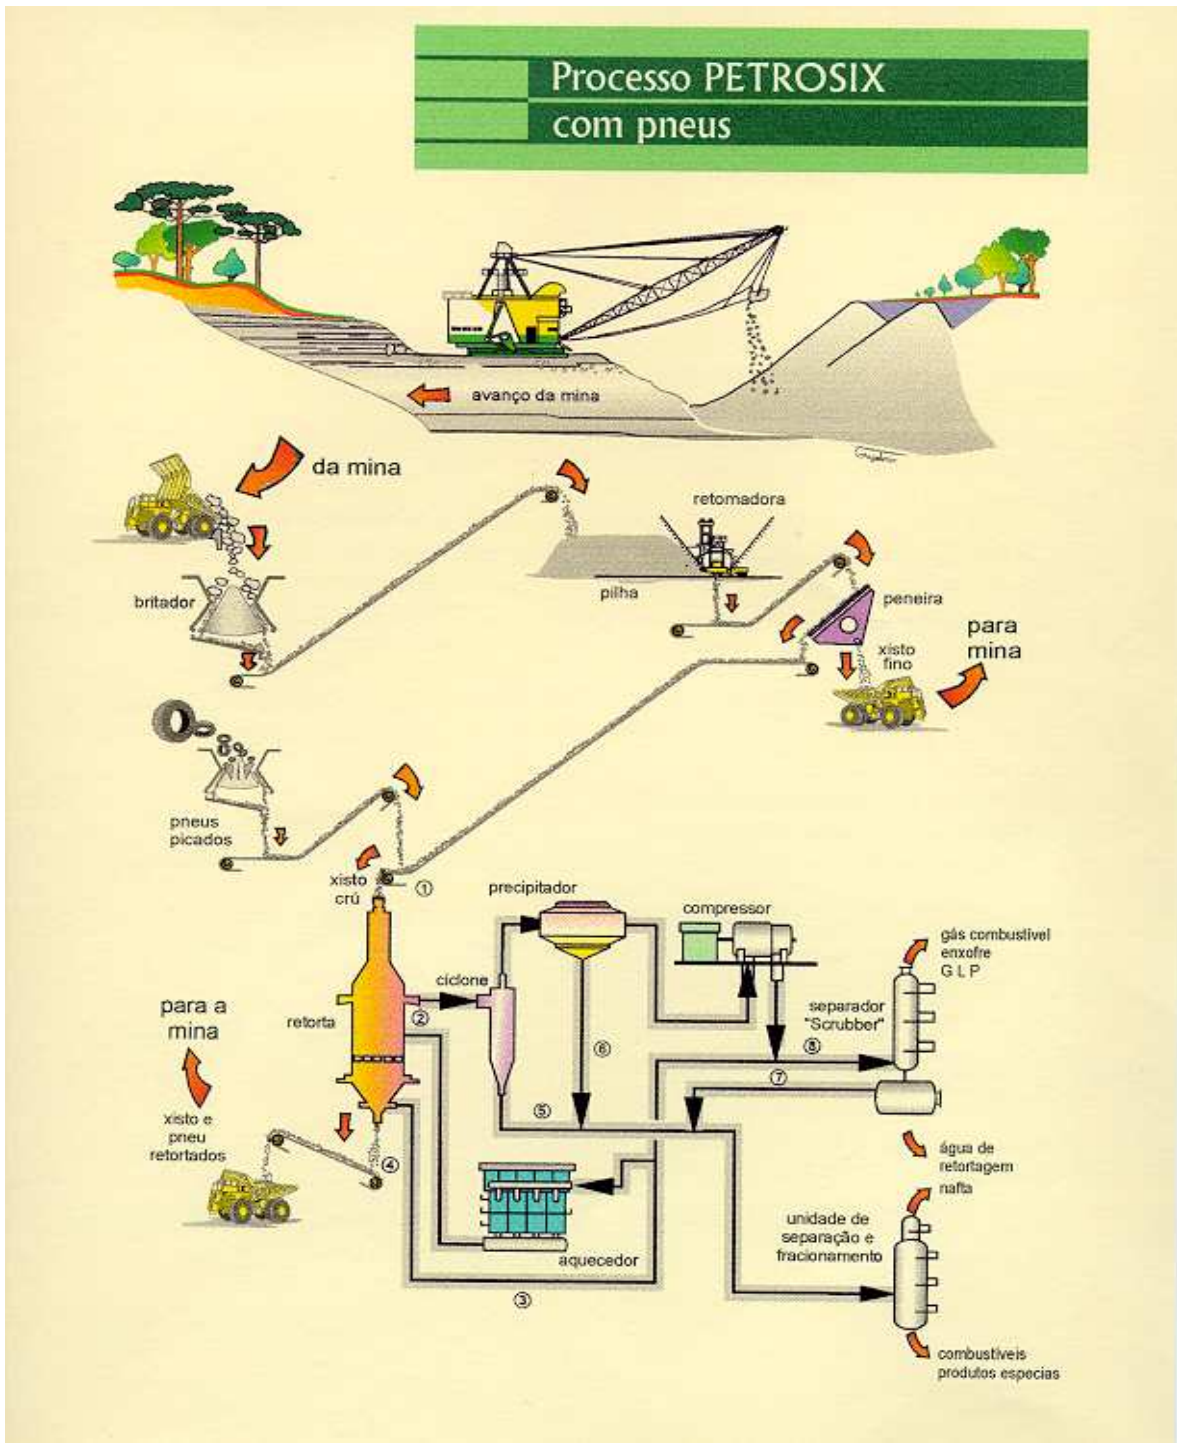 Processo PETROSIX
com pneus
avanço da mina
da mina
retomadora
britador
pilha
peneira
para
mina
xisto
fino
pneus
picados
xisto
crú
①
precipitador
compressor
gás combustível
enxofre
G L P
ciclone
para a
mina
retorta
②
separador
"Scrubber"
⑥
⑧
⑦
xisto e
pneu
retortados
⑤
④
água de
retortagem
nafta
unidade de
separação e
fracionamento
aquecedor
③
combustíveis
produtos especias